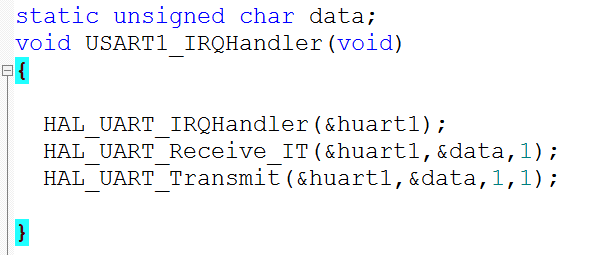 static unsigned char data;
void USART1_IRQHandler(void)
{
HAL_UART_IRQHandler(&huart1);
HAL_UART_Receive_IT(&huart1,&data,1);
HAL_UART_Transmit(&huart1,&data,1,1);
}